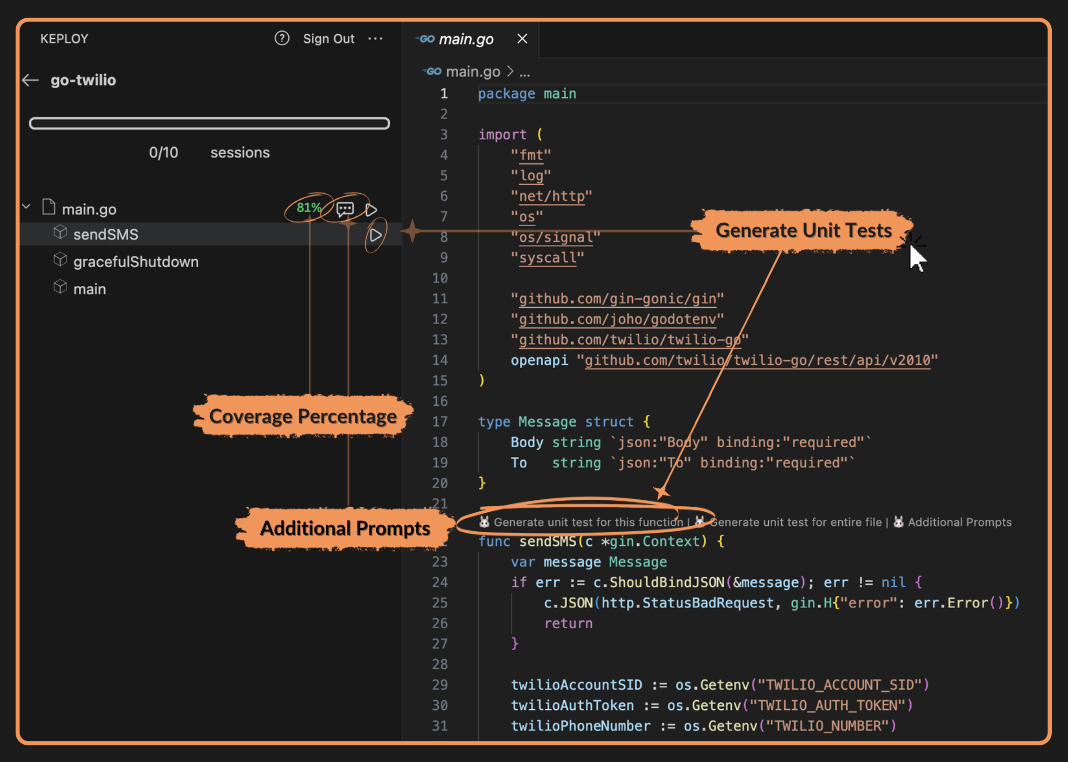 KEPLOY
Sign Out ···
go-twilio
0/10 sessions
main.go 81%
sendSMS
gracefulShutdown
main
Coverage Percentage
Additional Prompts
Generate Unit Tests
GO main.go
GO main.go > ...
1 package main
2
3 import (
4 "fmt"
5 "log"
6 "net/http"
7 "os"
8 "os/signal"
9 "syscall"
10
11 "github.com/gin-gonic/gin"
12 "github.com/joho/godotenv"
13 "github.com/twilio/twilio-go"
14 openapi "github.com/twilio/twilio-go/rest/api/v2010"
15 )
16
17 type Message struct {
18 Body string `json:"Body" binding:"required"`
19 To string `json:"To" binding:"required"`
20 }
21
Generate unit test for this function | Generate unit test for entire file | Additional Prompts
func sendSMS(c *gin.Context) {
23 var message Message
24 if err := c.ShouldBindJSON(&message); err != nil {
25 c.JSON(http.StatusBadRequest, gin.H{"error": err.Error()})
26 return
27 }
28
29 twilioAccountSID := os.Getenv("TWILIO_ACCOUNT_SID")
30 twilioAuthToken := os.Getenv("TWILIO_AUTH_TOKEN")
31 twilioPhoneNumber := os.Getenv("TWILIO_NUMBER")